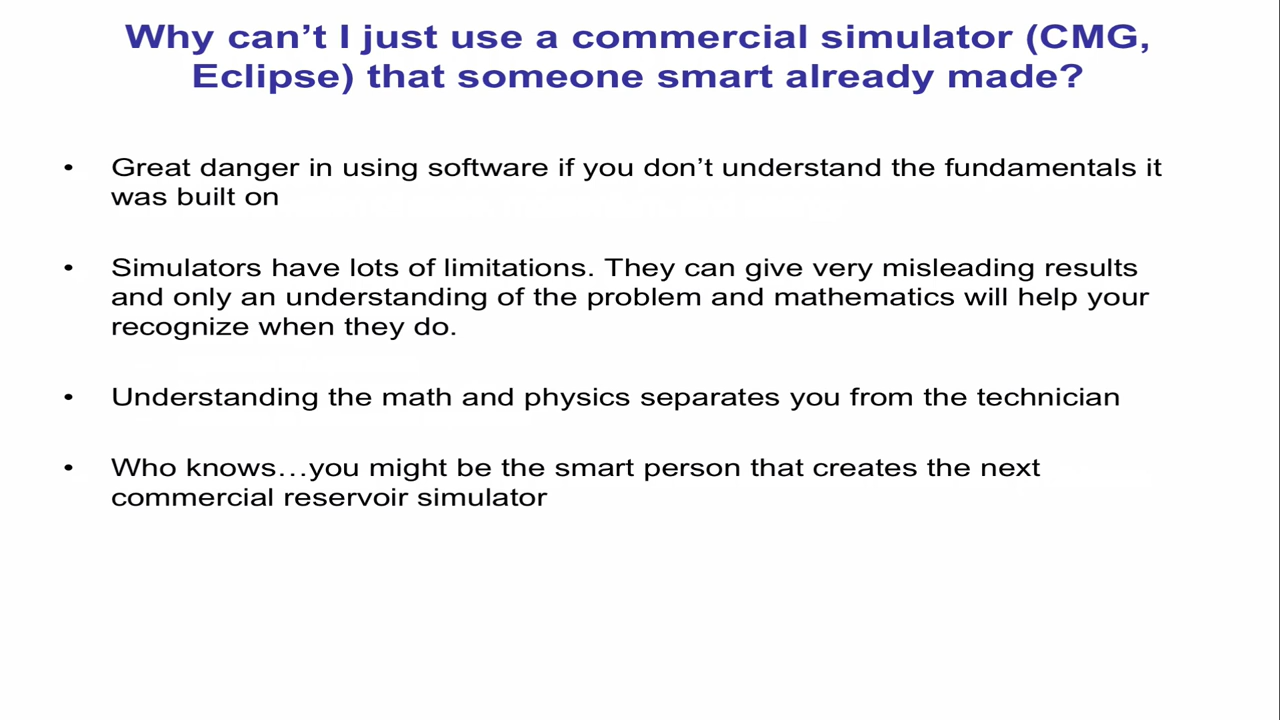 Why can’t I just use a commercial simulator (CMG,
Eclipse) that someone smart already made?
• Great danger in using software if you don’t understand the fundamentals it
was built on
• Simulators have lots of limitations. They can give very misleading results
and only an understanding of the problem and mathematics will help your
recognize when they do.
• Understanding the math and physics separates you from the technician
• Who knows…you might be the smart person that creates the next
commercial reservoir simulator